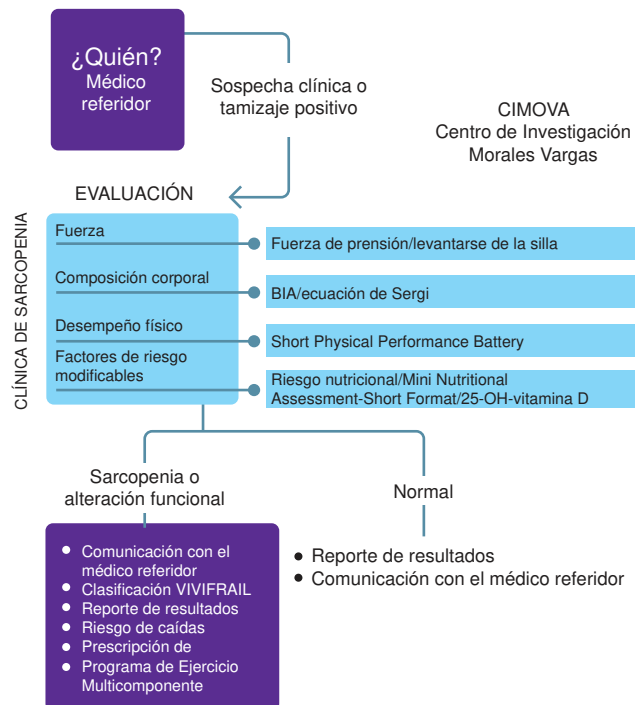 ¿Quién?
Médico
referidor
Sospecha clínica o
tamizaje positivo
CIMOVA
Centro de Investigación
Morales Vargas
EVALUACIÓN
CLÍNICA DE SARCOPENIA
Fuerza
Fuerza de prensión/levantarse de la silla
Composición corporal
BIA/ecuación de Sergi
Desempeño físico
Short Physical Performance Battery
Factores de riesgo
modificables
Riesgo nutricional/Mini Nutritional
Assessment-Short Format/25-OH-vitamina D
Sarcopenia o
alteración funcional
Normal
● Comunicación con el
médico referidor
● Clasificación VIVIFRAIL
● Reporte de resultados
● Riesgo de caídas
● Prescripción de
● Programa de Ejercicio
Multicomponente
● Reporte de resultados
● Comunicación con el médico referidor